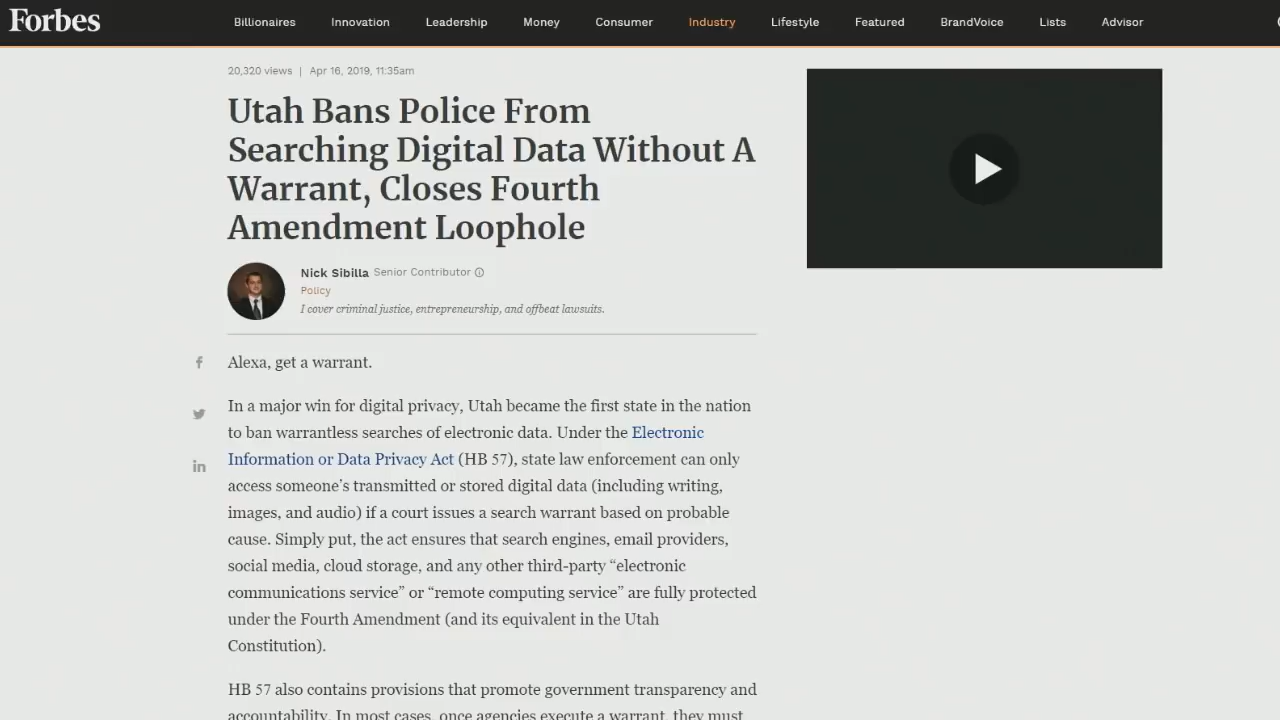 Forbes
Billionaires Innovation Leadership Money Consumer Industry Lifestyle Featured BrandVoice Lists Advisor
20,320 views | Apr 16, 2019, 11:35am
Utah Bans Police From
Searching Digital Data Without A
Warrant, Closes Fourth
Amendment Loophole
Nick Sibilla Senior Contributor
Policy
I cover criminal justice, entrepreneurship, and offbeat lawsuits.
Alexa, get a warrant.
In a major win for digital privacy, Utah became the first state in the nation
to ban warrantless searches of electronic data. Under the Electronic
Information or Data Privacy Act (HB 57), state law enforcement can only
access someone’s transmitted or stored digital data (including writing,
images, and audio) if a court issues a search warrant based on probable
cause. Simply put, the act ensures that search engines, email providers,
social media, cloud storage, and any other third-party “electronic
communications service” or “remote computing service” are fully protected
under the Fourth Amendment (and its equivalent in the Utah
Constitution).
HB 57 also contains provisions that promote government transparency and
accountability. In most cases, once agencies execute a warrant, they must